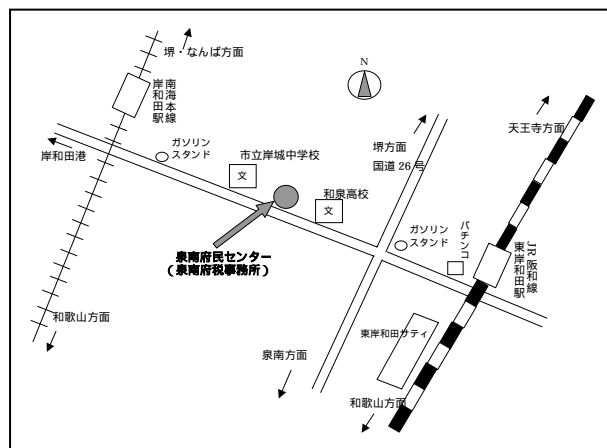 堺・なんば方面
南海本線
岸和田駅
N
天王寺方面
ガソリン
スタンド
市立岸城中学校
文
堺方面
国道26号
岸和田港
和泉高校
文
ガソリン
スタンド
パチンコ
JR阪和線
東岸和田駅
泉南府民センター
(泉南府税事務所)
和歌山方面
東岸和田サティ
泉南方面
和歌山方面